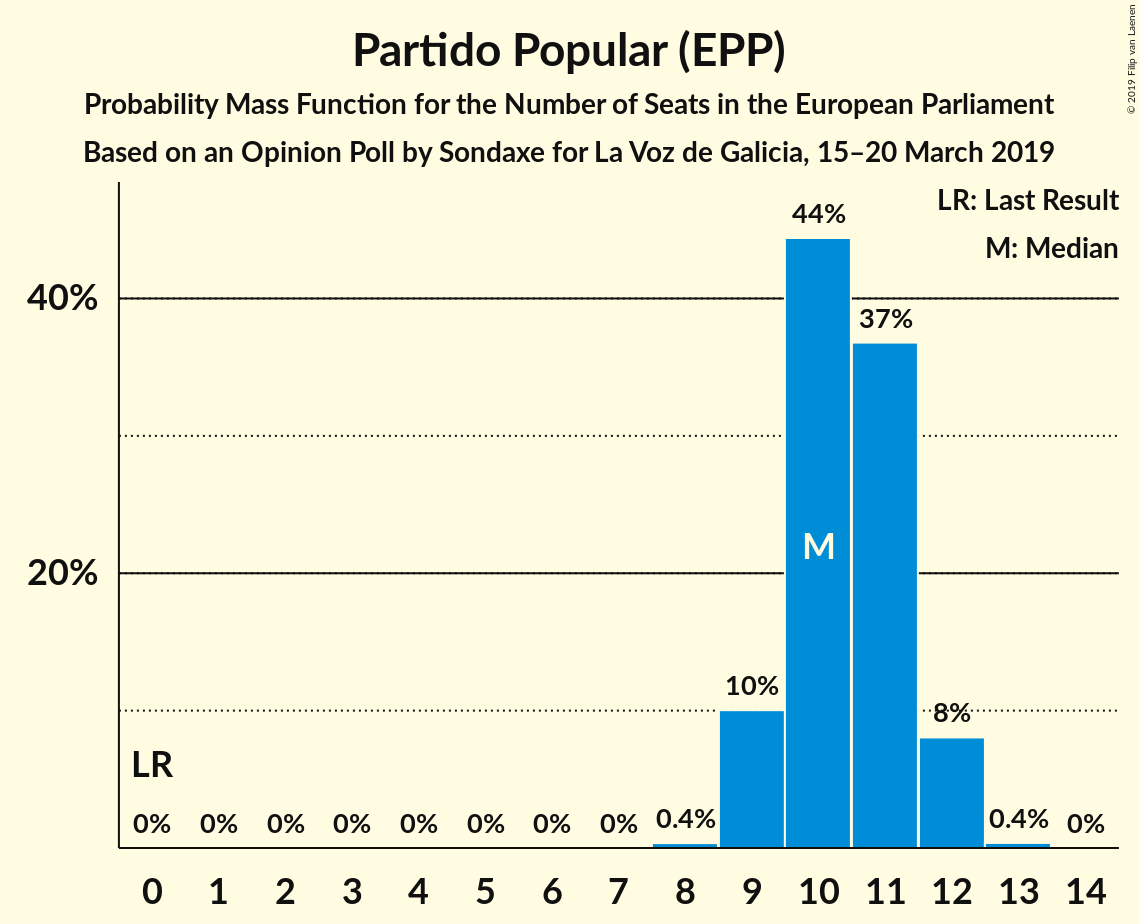 Partido Popular (EPP)
Probability Mass Function for the Number of Seats in the European Parliament
Based on an Opinion Poll by Sondaxe for La Voz de Galicia, 15–20 March 2019
© 2019 Filip van Laenen
LR: Last Result
M: Median
44%
40%
37%
M
20%
10%
8%
LR
0% 0% 0% 0% 0% 0% 0% 0% 0.4% 0.4% 0%
0 1 2 3 4 5 6 7 8 9 10 11 12 13 14